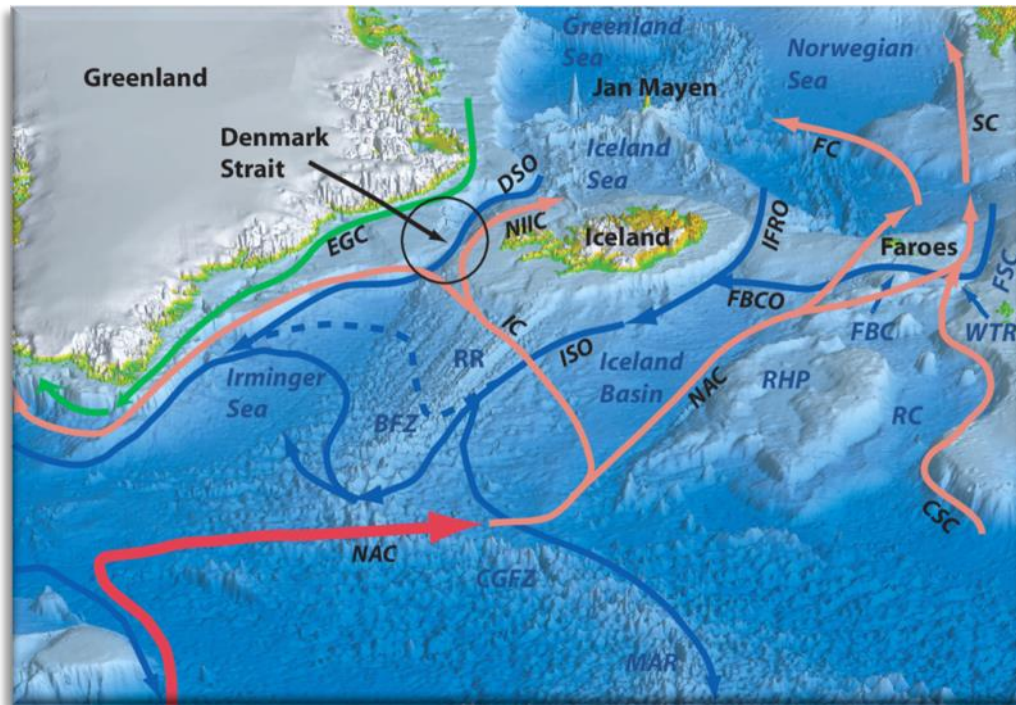 Greenland
Sea
Norwegian
Sea
Greenland
Jan Mayen
SC
Denmark
Strait
FC
Iceland
Sea
DSO
EGC
NIIC
Iceland
IFRO
Faroes
FSC
FBCO
FBC
WTR
IC
RR
ISO
Iceland
Basin
NAC
RHP
RC
Irminger
Sea
BFZ
CSC
NAC
CGFZ
MAR